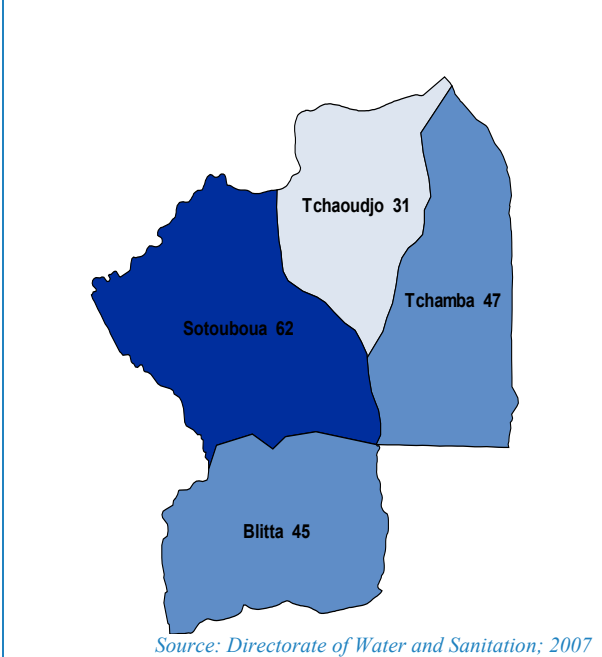 Tchaoudjo 31
Tchamba 47
Sotouboua 62
Blitta 45
Source: Directorate of Water and Sanitation; 2007